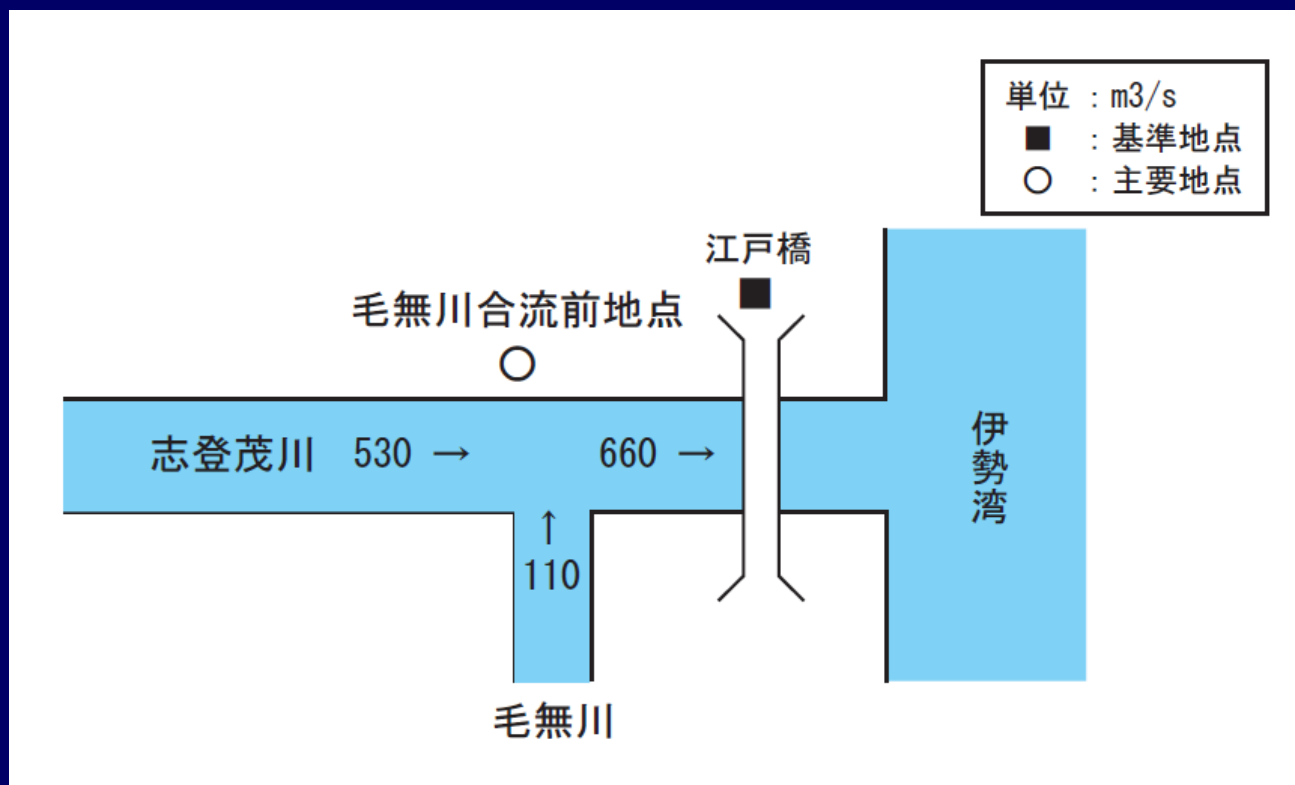 単位 : m3/s
■ : 基準地点
○ : 主要地点
江戸橋
■
毛無川合流前地点
○
志登茂川 530 → 660 →
伊勢湾
↑
110
毛無川